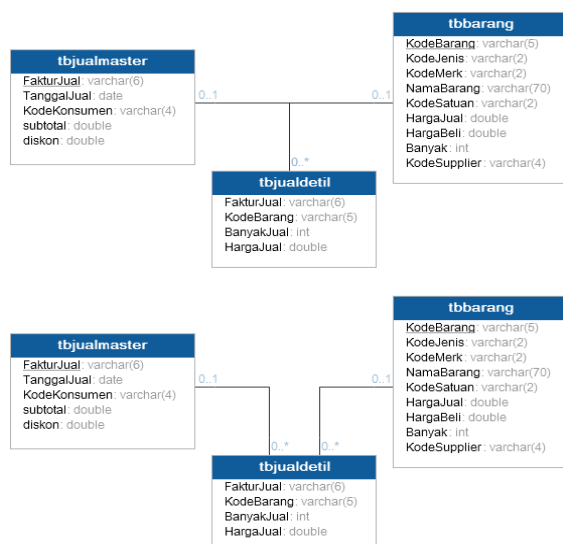 tbjualmaster
FakturJual: varchar(6)
TanggalJual: date
KodeKonsumen: varchar(4)
subtotal: double
diskon: double
0..1
0..1
tbbarang
KodeBarang: varchar(5)
KodeJenis: varchar(2)
KodeMerk: varchar(2)
NamaBarang: varchar(70)
KodeSatuan: varchar(2)
HargaJual: double
HargaBeli: double
Banyak: int
KodeSupplier: varchar(4)
0..*
tbjualdetil
FakturJual: varchar(6)
KodeBarang: varchar(5)
BanyakJual: int
HargaJual: double
tbjualmaster
FakturJual: varchar(6)
TanggalJual: date
KodeKonsumen: varchar(4)
subtotal: double
diskon: double
0..1
0..1
tbbarang
KodeBarang: varchar(5)
KodeJenis: varchar(2)
KodeMerk: varchar(2)
NamaBarang: varchar(70)
KodeSatuan: varchar(2)
HargaJual: double
HargaBeli: double
Banyak: int
KodeSupplier: varchar(4)
0..*
0..*
tbjualdetil
FakturJual: varchar(6)
KodeBarang: varchar(5)
BanyakJual: int
HargaJual: double